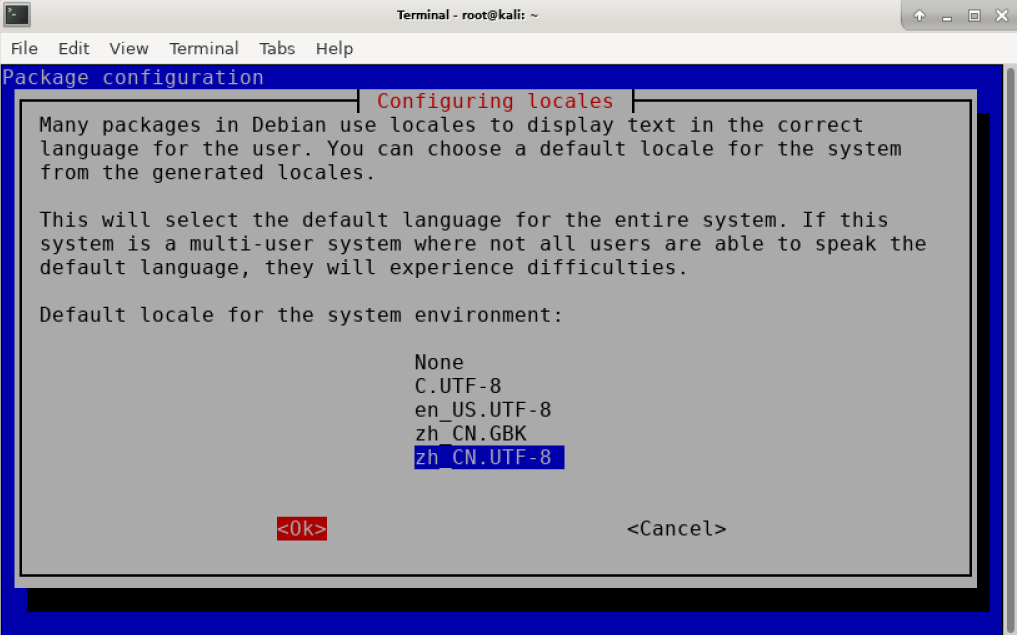 Terminal - root@kali: ~
File Edit View Terminal Tabs Help
Package configuration
Configuring locales
Many packages in Debian use locales to display text in the correct
language for the user. You can choose a default locale for the system
from the generated locales.
This will select the default language for the entire system. If this
system is a multi-user system where not all users are able to speak the
default language, they will experience difficulties.
Default locale for the system environment:
None
C.UTF-8
en_US.UTF-8
zh_CN.GBK
zh_CN.UTF-8
<Ok> <Cancel>